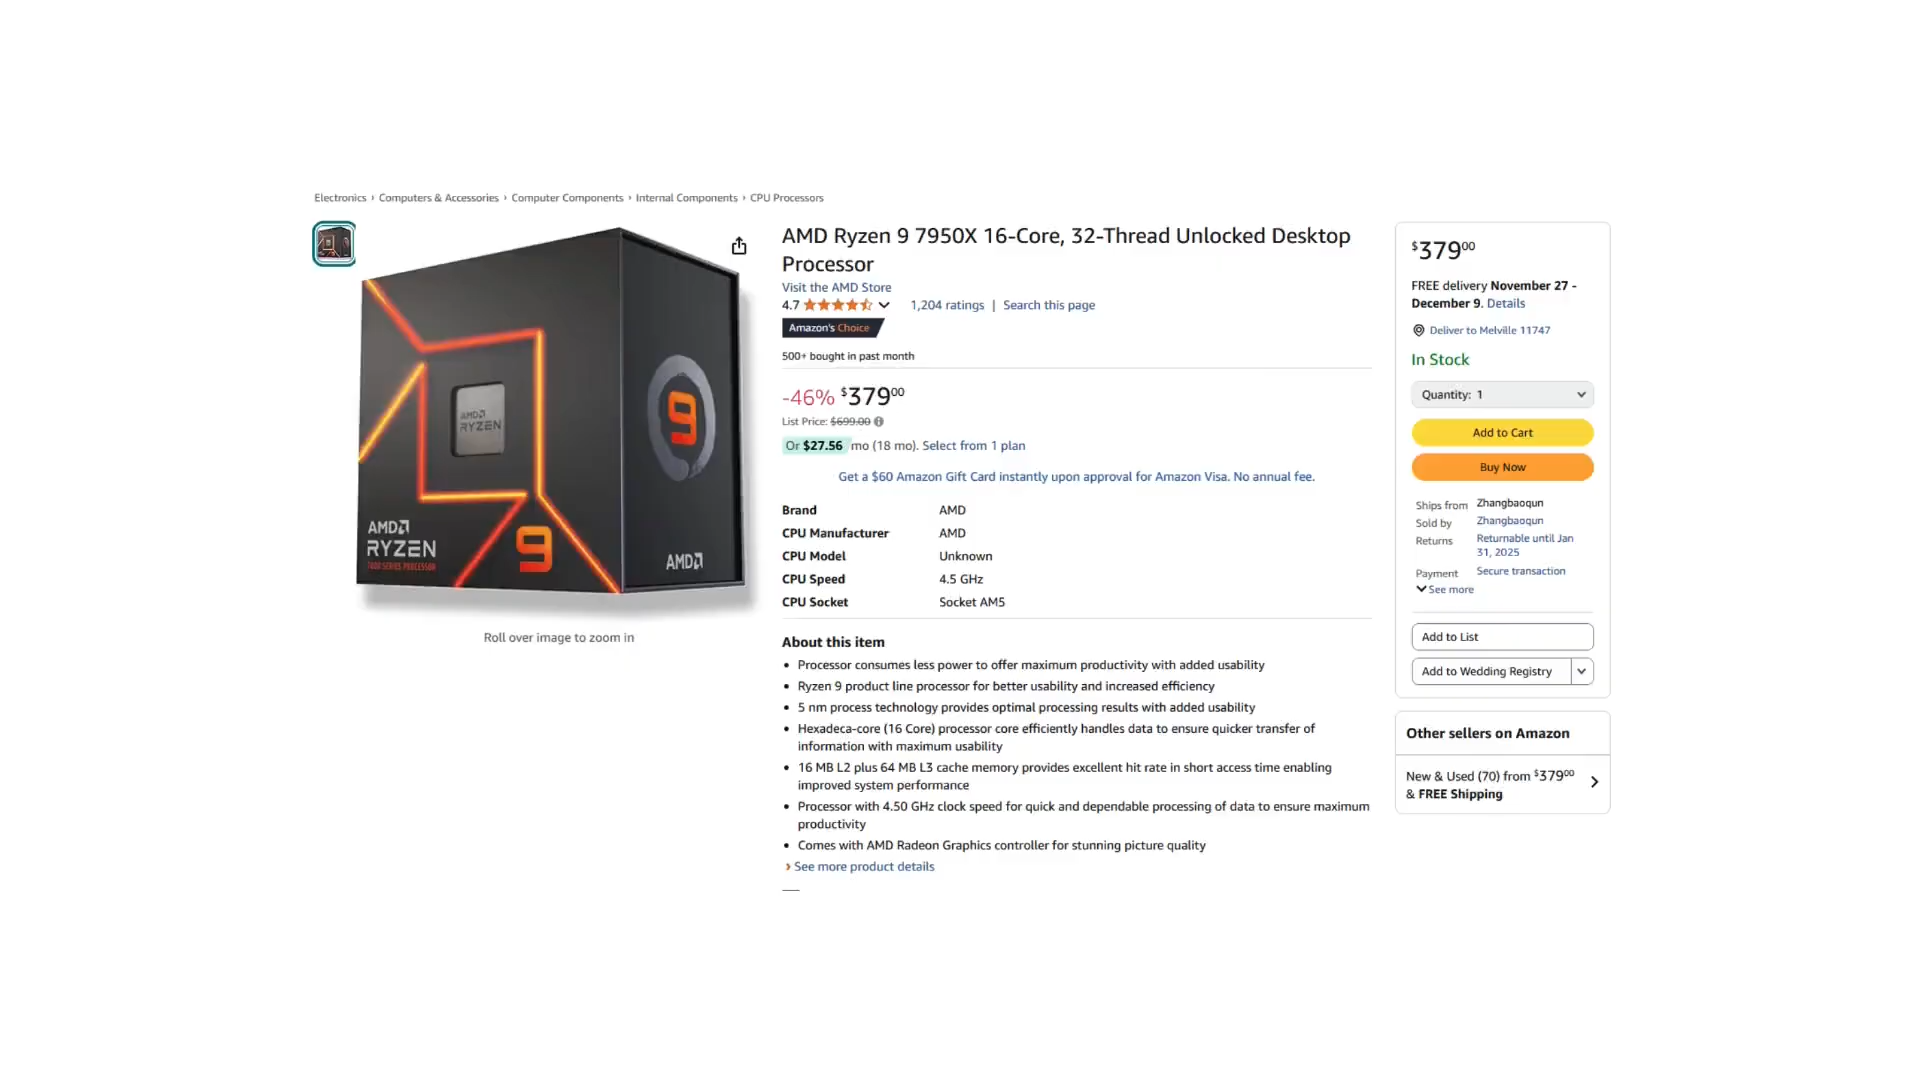 Electronics › Computers & Accessories › Computer Components › Internal Components › CPU Processors
AMD
RYZEN
9
AMD
RYZEN
7000 SERIES PROCESSOR
9
AMD
Roll over image to zoom in
AMD Ryzen 9 7950X 16-Core, 32-Thread Unlocked Desktop
Processor
Visit the AMD Store
4.7 1,204 ratings | Search this page
Amazon's Choice
500+ bought in past month
-46% $37900
List Price: $699.00
Or $27.56 mo (18 mo). Select from 1 plan
Get a $60 Amazon Gift Card instantly upon approval for Amazon Visa. No annual fee.
Brand AMD
CPU Manufacturer AMD
CPU Model Unknown
CPU Speed 4.5 GHz
CPU Socket Socket AM5
About this item
• Processor consumes less power to offer maximum productivity with added usability
• Ryzen 9 product line processor for better usability and increased efficiency
• 5 nm process technology provides optimal processing results with added usability
• Hexadeca-core (16 Core) processor core efficiently handles data to ensure quicker transfer of
information with maximum usability
• 16 MB L2 plus 64 MB L3 cache memory provides excellent hit rate in short access time enabling
improved system performance
• Processor with 4.50 GHz clock speed for quick and dependable processing of data to ensure maximum
productivity
• Comes with AMD Radeon Graphics controller for stunning picture quality
› See more product details
$37900
FREE delivery November 27 -
December 9. Details
Deliver to Melville 11747
In Stock
Quantity: 1
Add to Cart
Buy Now
Ships from Zhangbaoqun
Sold by Zhangbaoqun
Returns Returnable until Jan
31, 2025
Payment Secure transaction
See more
Add to List
Add to Wedding Registry
Other sellers on Amazon
New & Used (70) from $37900
& FREE Shipping